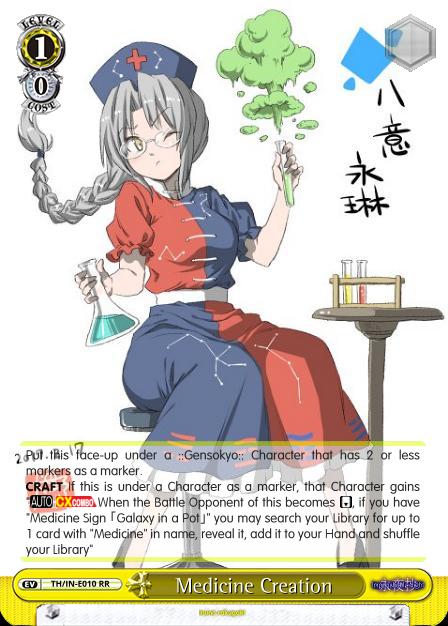 LEVEL
1
0
COST
八
意
永
琳
Put this face-up under a ::Gensokyo:: Character that has 2 or less
markers as a marker.
CRAFT If this is under a Character as a marker, that Character gains
"AUTO CXCOMBO When the Battle Opponent of this becomes , if you have
"Medicine Sign「Galaxy in a Pot」" you may search your Library for up to
1 card with "Medicine" in name, reveal it, add it to your Hand and shuffle
your Library"
EV TH/IN-E010 RR Medicine Creation